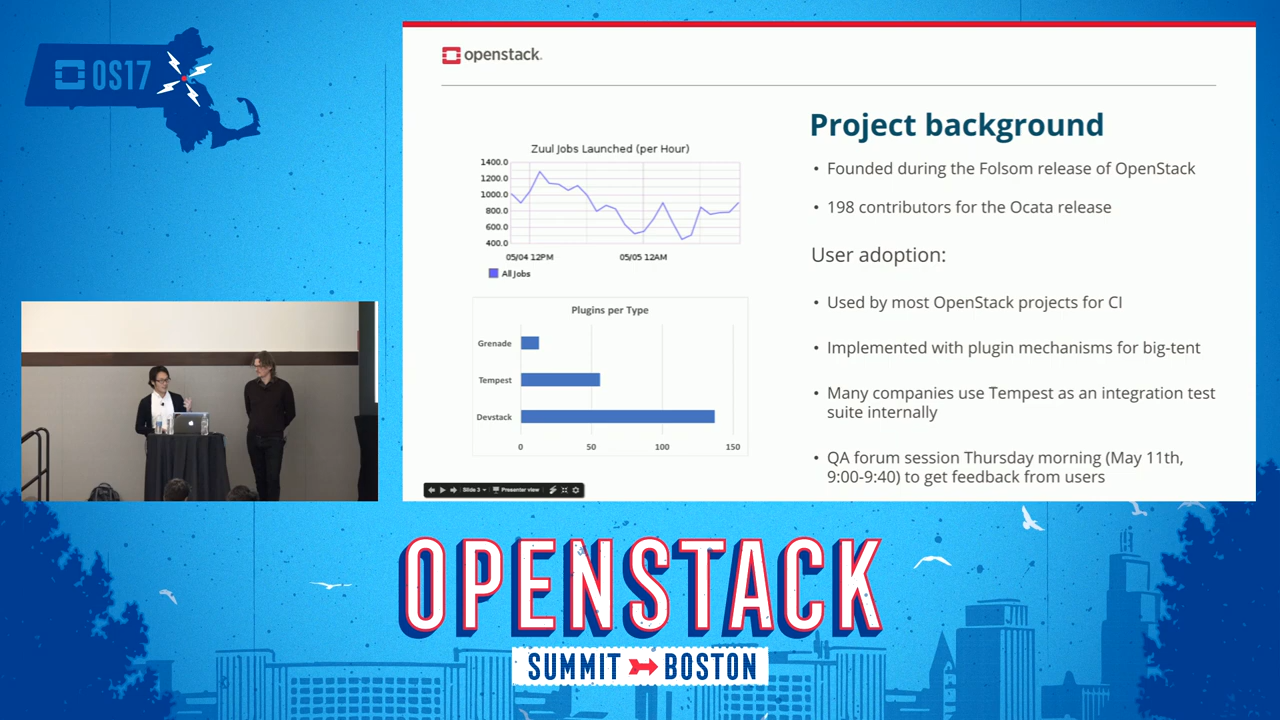 OS17
openstack.
Project background
• Founded during the Folsom release of OpenStack
• 198 contributors for the Ocata release
User adoption:
• Used by most OpenStack projects for CI
• Implemented with plugin mechanisms for big-tent
• Many companies use Tempest as an integration test
suite internally
• QA forum session Thursday morning (May 11th,
9:00-9:40) to get feedback from users
Zuul Jobs Launched (per Hour)
1400.0
1200.0
1000.0
800.0
600.0
400.0
05/04 12PM 05/05 12AM
All Jobs
Plugins per Type
Grenade
Tempest
Devstack
0 50 100 150
Slide 3 Presenter view
OPENSTACK
SUMMIT BOSTON